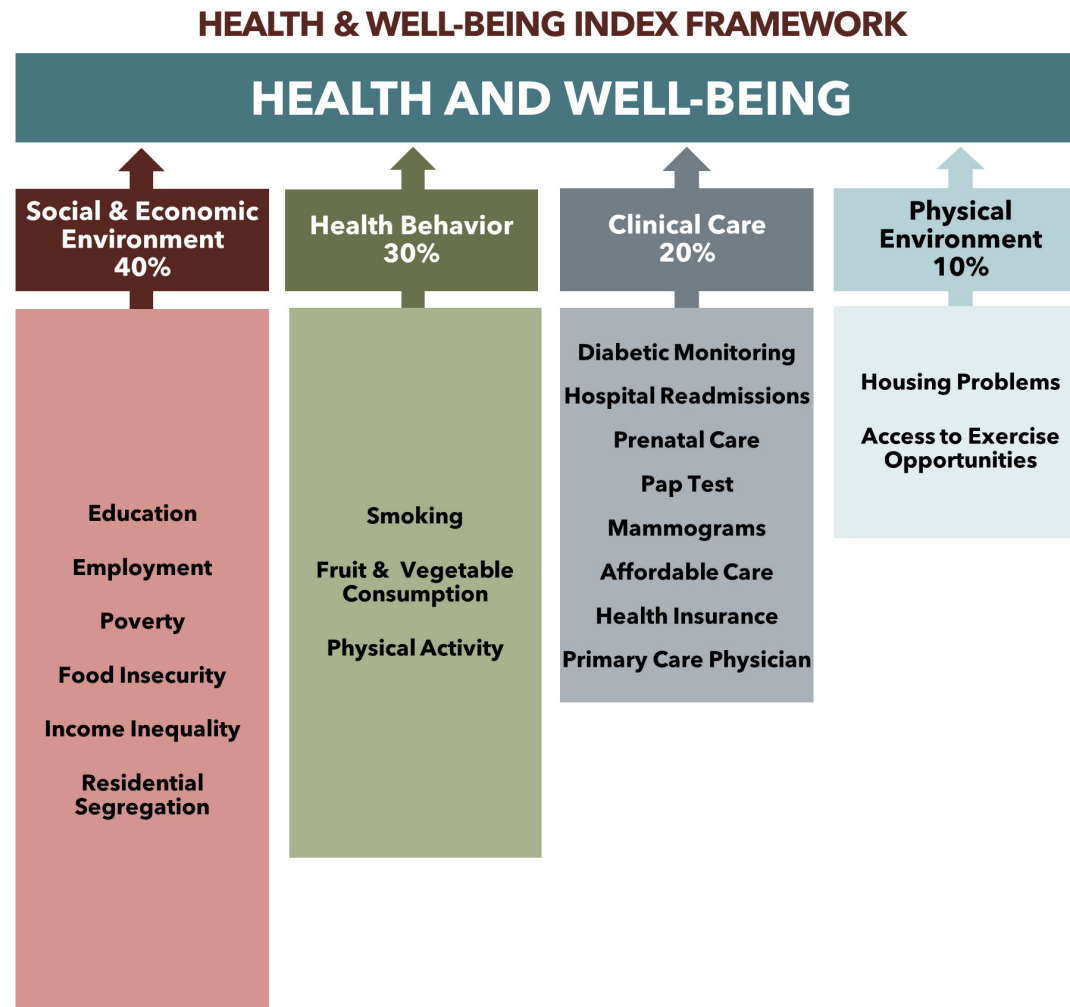 HEALTH & WELL-BEING INDEX FRAMEWORK
HEALTH AND WELL-BEING
Social & Economic
Environment
40%
Education
Employment
Poverty
Food Insecurity
Income Inequality
Residential
Segregation
Health Behavior
30%
Smoking
Fruit & Vegetable
Consumption
Physical Activity
Clinical Care
20%
Diabetic Monitoring
Hospital Readmissions
Prenatal Care
Pap Test
Mammograms
Affordable Care
Health Insurance
Primary Care Physician
Physical
Environment
10%
Housing Problems
Access to Exercise
Opportunities